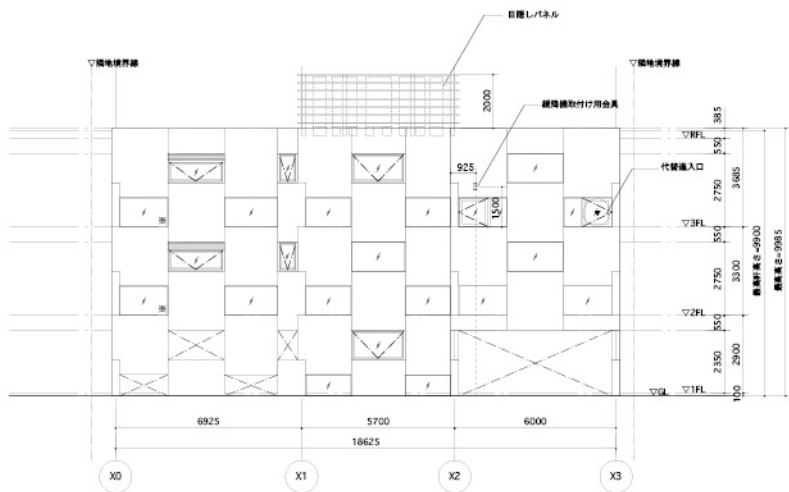 目隠しパネル
▽隣地境界線
▽隣地境界線
2000
緩降機取付け用金具
385
▽RFL
550
925
代替進入口
3685
2750
1500
※
▽3FL
550
最高軒高さ=9900
最高高さ=9985
3300
2750
※
▽2FL
550
2900
2350
▽GL
▽1FL
100
6925
5700
6000
18625
X0
X1
X2
X3